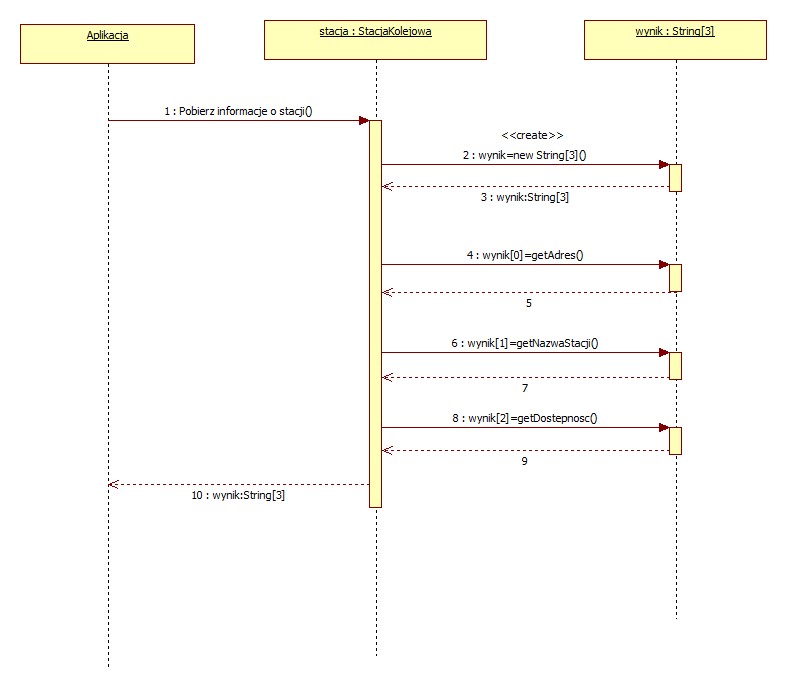 Aplikacja
stacja : StacjaKolejowa
wynik : String[3]
1 : Pobierz informacje o stacji()
<<create>>
2 : wynik=new String[3]()
3 : wynik:String[3]
4 : wynik[0]=getAdres()
5
6 : wynik[1]=getNazwaStacji()
7
8 : wynik[2]=getDostepnosc()
9
10 : wynik:String[3]